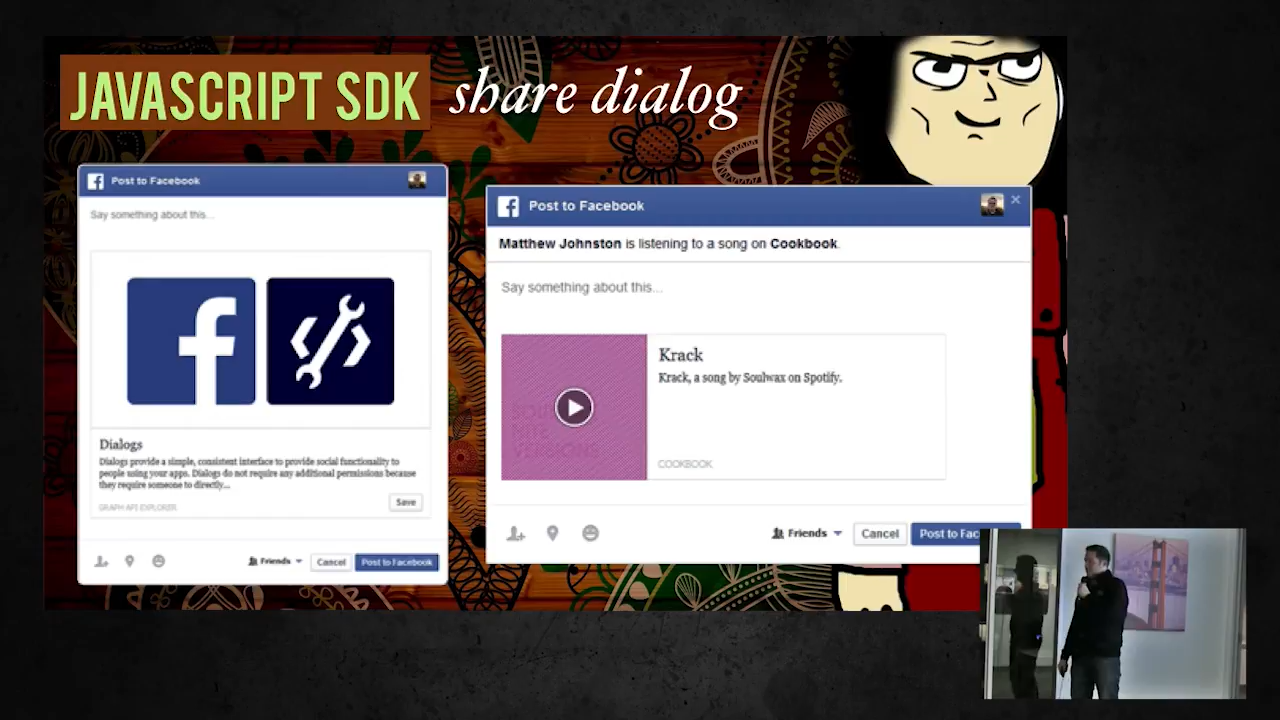 JAVASCRIPT SDK share dialog
Post to Facebook
Say something about this...
Dialogs
Dialogs provide a simple, consistent interface to provide social functionality to
people using your apps. Dialogs do not require any additional permissions because
they require someone to directly...
Save
GRAPH API EXPLORER
Friends
Cancel
Post to Facebook
Post to Facebook
Matthew Johnston is listening to a song on Cookbook.
Say something about this...
Krack
Krack, a song by Soulwax on Spotify.
COOKBOOK
Friends
Cancel
Post to Fac